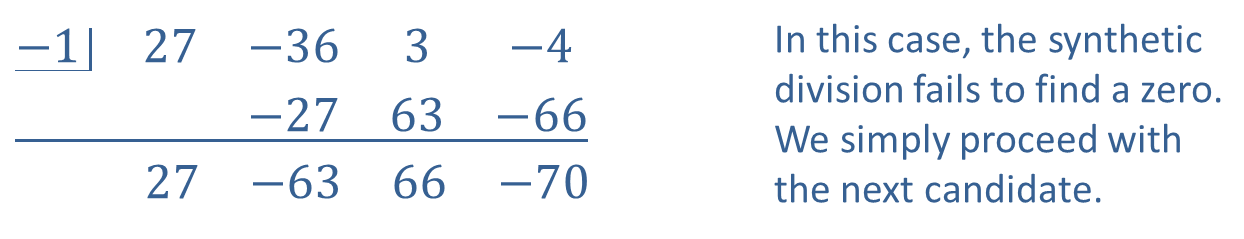 −1| 27 −36 3 −4
−27 63 −66
27 −63 66 −70
In this case, the synthetic
division fails to find a zero.
We simply proceed with
the next candidate.